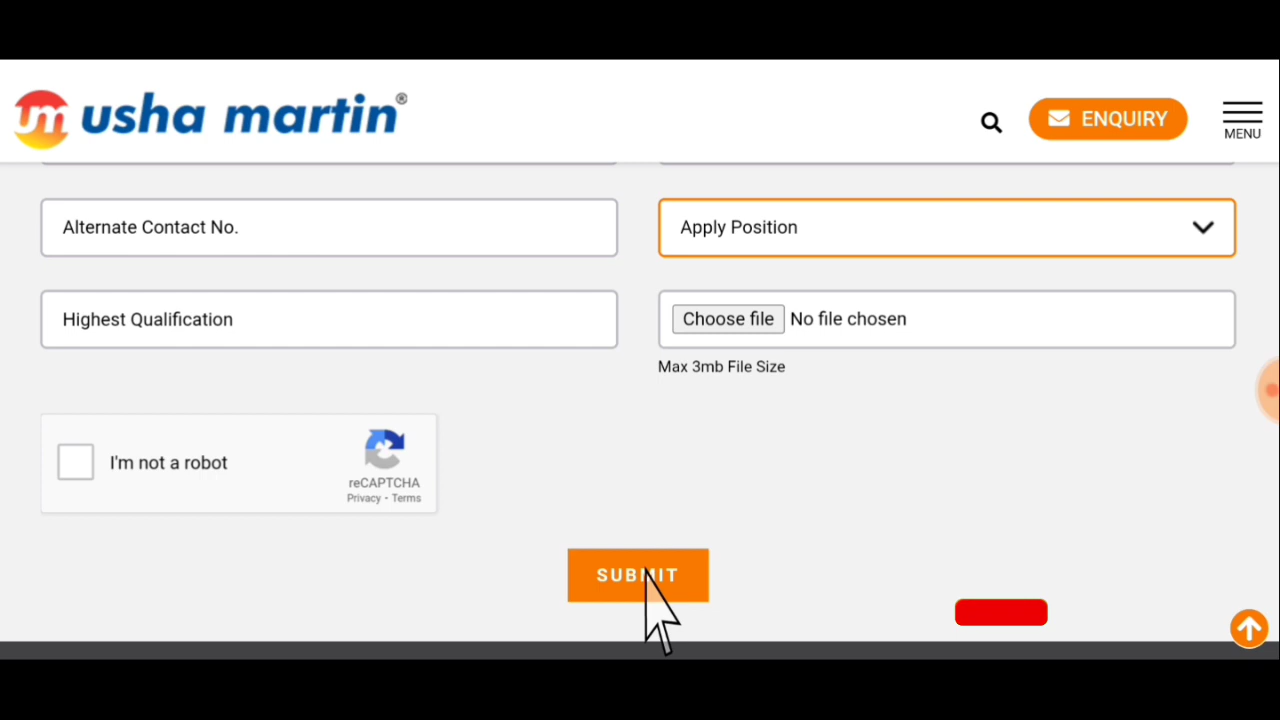 um usha martin®
ENQUIRY
MENU
Alternate Contact No.
Apply Position
Highest Qualification
Choose file No file chosen
Max 3mb File Size
I'm not a robot
reCAPTCHA
Privacy - Terms
SUBMIT